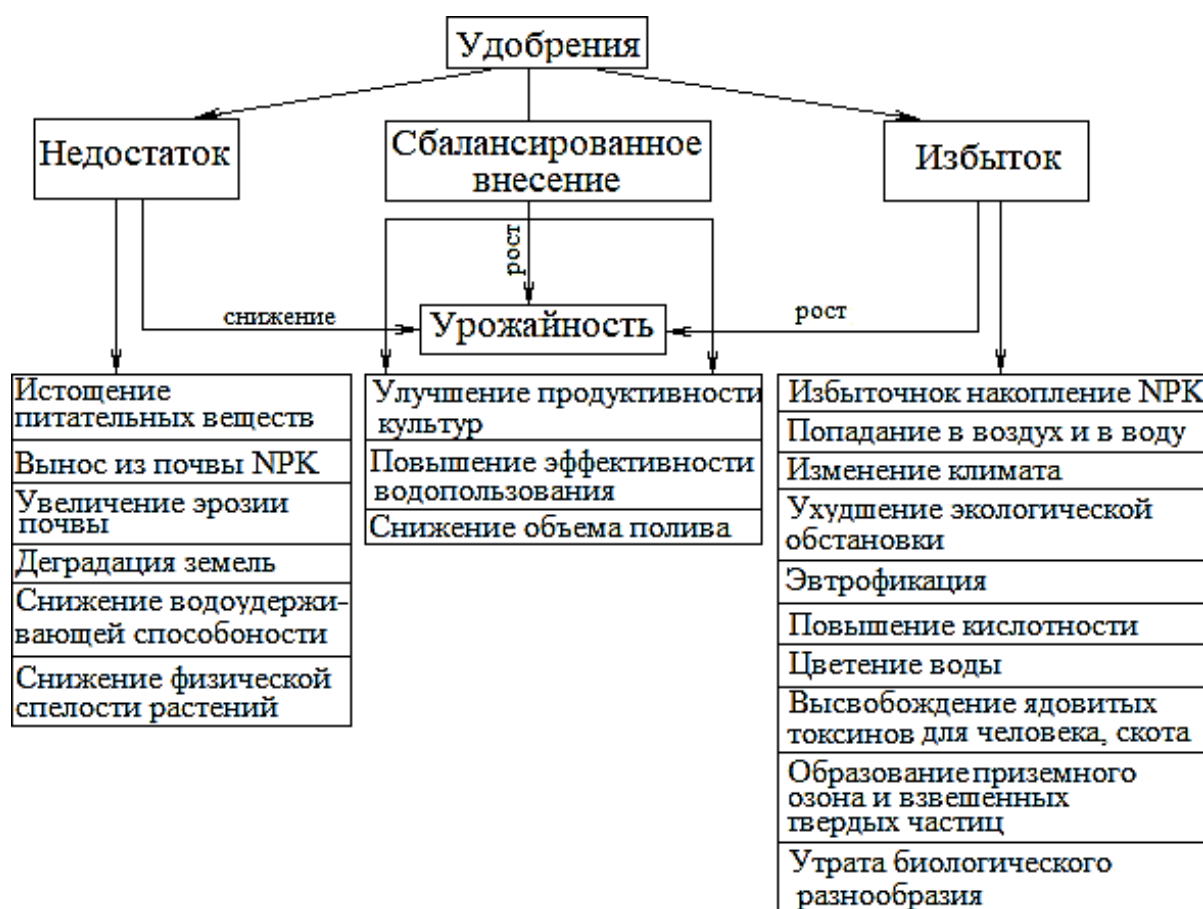 Удобрения
Недостаток
Сбалансированное
внесение
Избыток
рост
снижение
Урожайность
рост
Истощение
питательных веществ
Вынос из почвы NPK
Увеличение эрозии
почвы
Деградация земель
Снижение водоудержи-
вающей способоности
Снижение физической
спелости растений
Улучшение продуктивности
культур
Повышение эффективности
водопользования
Снижение объема полива
Избыточнок накопление NPK
Попадание в воздух и в воду
Изменение климата
Ухудшение экологической
обстановки
Эвтрофикация
Повышение кислотности
Цветение воды
Высвобождение ядовитых
токсинов для человека, скота
Образование приземного
озона и взвешенных
твердых частиц
Утрата биологического
разнообразия